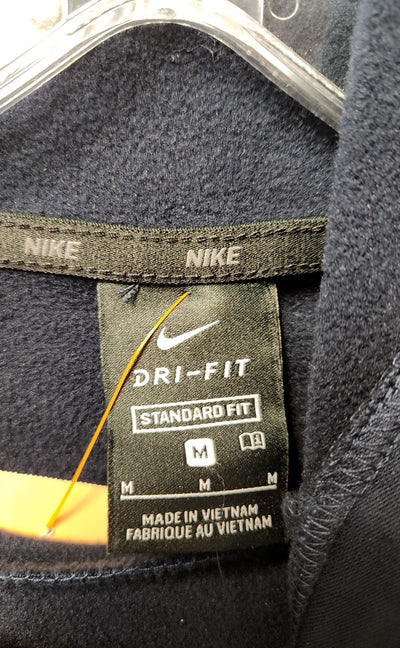 NIKE NIKE
DRI-FIT
STANDARD FIT
M
M M M
MADE IN VIETNAM
FABRIQUE AU VIETNAM